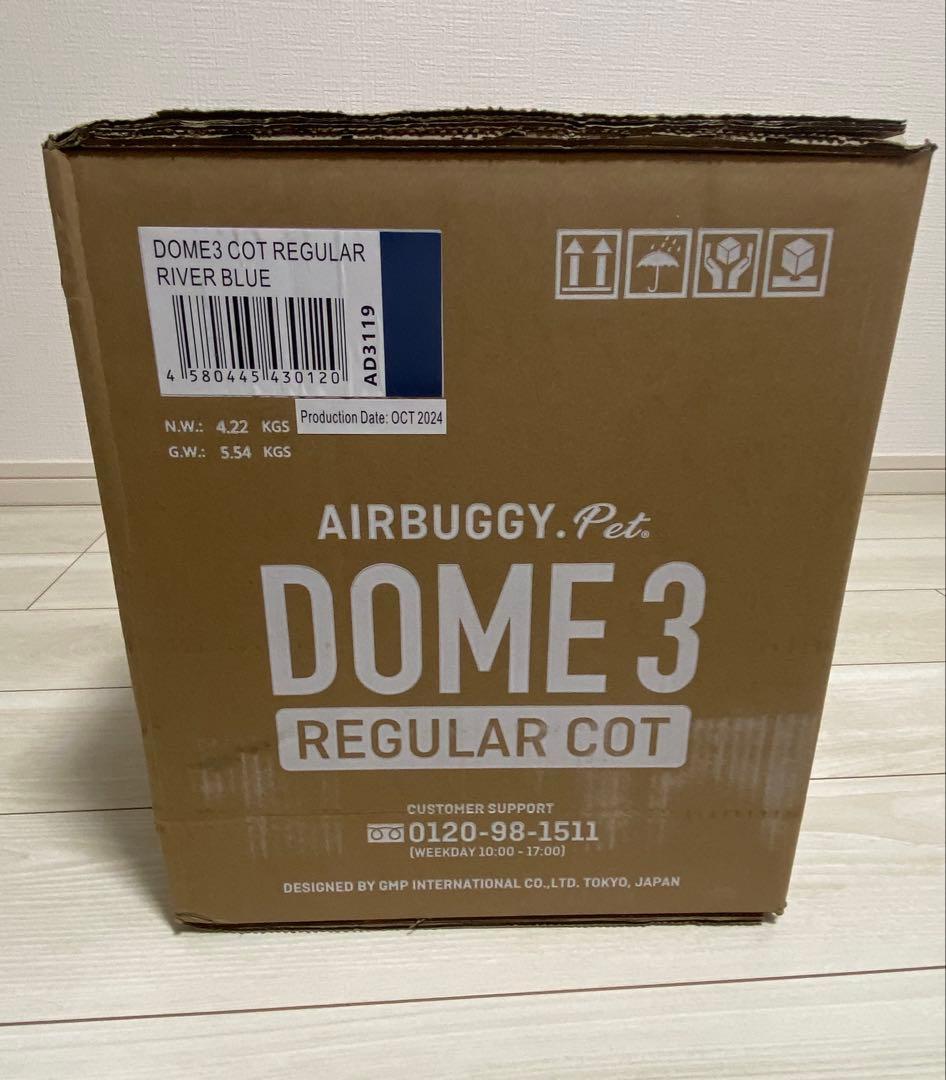 DOME3 COT REGULAR
RIVER BLUE
4 580445 430120
AD3119
Production Date: OCT 2024
N.W.: 4.22 KGS
G.W.: 5.54 KGS
AIRBUGGY.Pet®
DOME 3
REGULAR COT
CUSTOMER SUPPORT
0120-98-1511
(WEEKDAY 10:00 - 17:00)
DESIGNED BY GMP INTERNATIONAL CO.,LTD. TOKYO, JAPAN